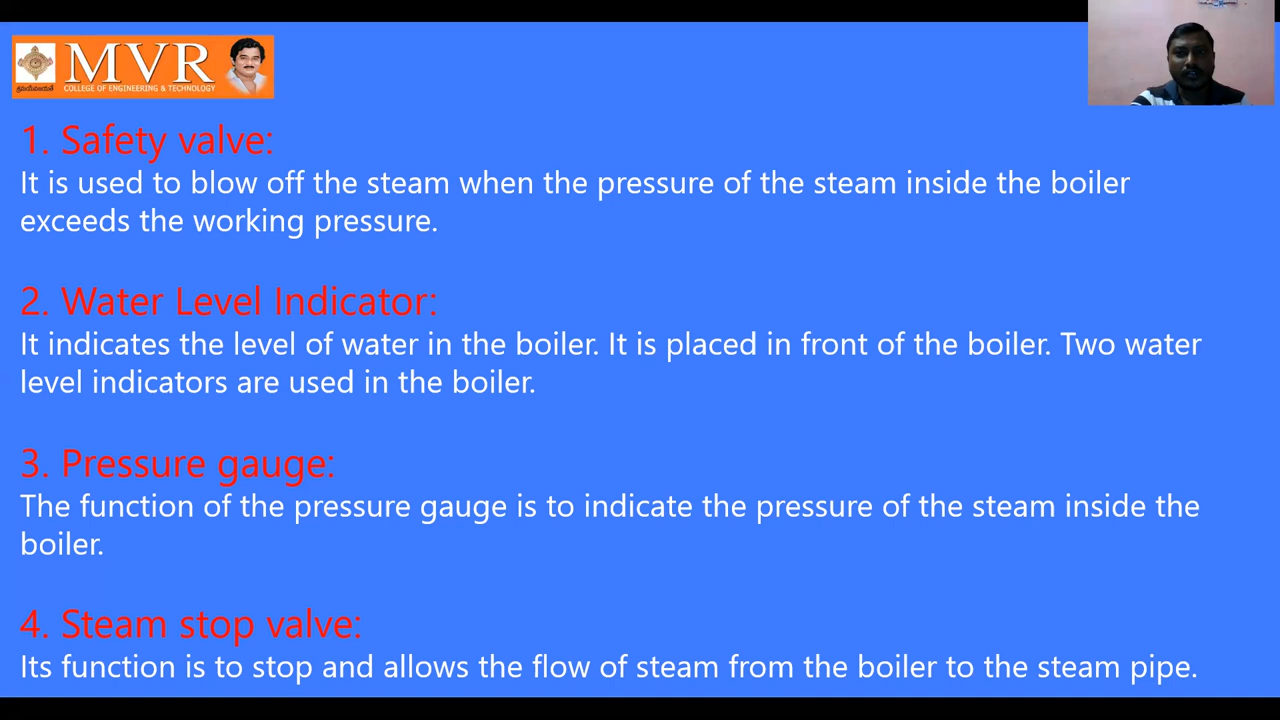 MVR
COLLEGE OF ENGINEERING & TECHNOLOGY
1. Safety valve:
It is used to blow off the steam when the pressure of the steam inside the boiler
exceeds the working pressure.
2. Water Level Indicator:
It indicates the level of water in the boiler. It is placed in front of the boiler. Two water
level indicators are used in the boiler.
3. Pressure gauge:
The function of the pressure gauge is to indicate the pressure of the steam inside the
boiler.
4. Steam stop valve:
Its function is to stop and allows the flow of steam from the boiler to the steam pipe.